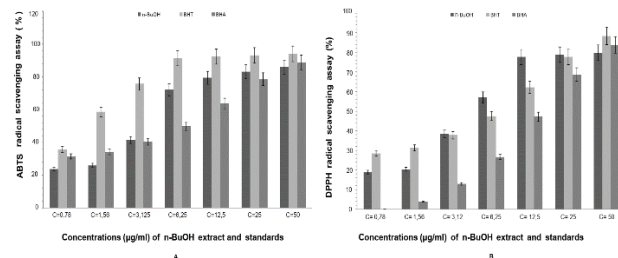 n-BuOH BHT BHA
ABTS radical scavenging assay ( % )
120
100
80
60
40
20
0
C=0,78 C=1,56 C=3,125 C=6,25 C=12,5 C=25 C=50
Concentrations (µg/ml) of n-BuOH extract and standards
A
n-BuOH BHT BHA
DPPH radical scavenging assay (%)
100
90
80
70
60
50
40
30
20
10
0
C= 0,78 C= 1,56 C= 3,12 C= 6,25 C= 12,5 C= 25 C= 50
Concentrations (µg/ml) of n-BuOH extract and standards
B